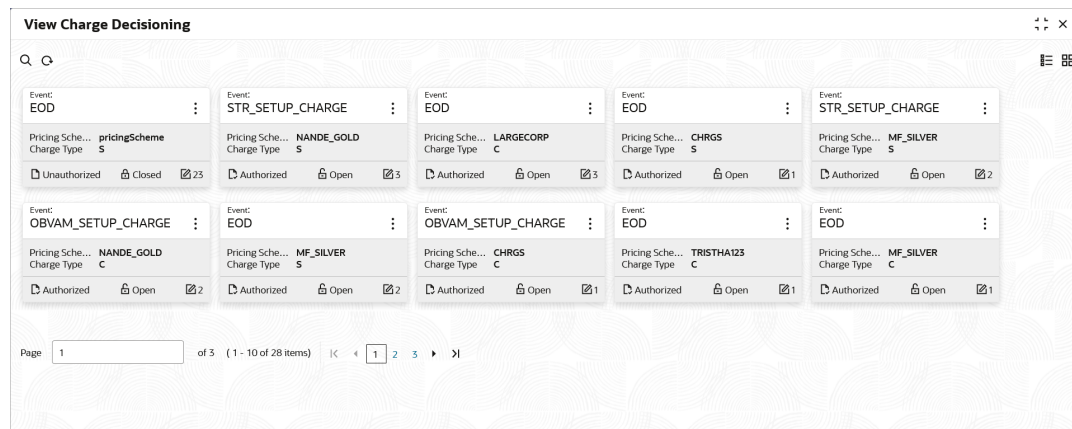 View Charge Decisioning
Event:
EOD
Pricing Sche... pricingScheme
Charge Type S
Unauthorized Closed 23
Event:
STR_SETUP_CHARGE
Pricing Sche... NANDE_GOLD
Charge Type S
Authorized Open 3
Event:
EOD
Pricing Sche... LARGECORP
Charge Type C
Authorized Open 3
Event:
EOD
Pricing Sche... CHRGS
Charge Type S
Authorized Open 1
Event:
STR_SETUP_CHARGE
Pricing Sche... MF_SILVER
Charge Type S
Authorized Open 2
Event:
OBVAM_SETUP_CHARGE
Pricing Sche... NANDE_GOLD
Charge Type C
Authorized Open 2
Event:
EOD
Pricing Sche... MF_SILVER
Charge Type S
Authorized Open 2
Event:
OBVAM_SETUP_CHARGE
Pricing Sche... CHRGS
Charge Type C
Authorized Open 1
Event:
EOD
Pricing Sche... TRISTHA123
Charge Type C
Authorized Open 1
Event:
EOD
Pricing Sche... MF_SILVER
Charge Type C
Authorized Open 1
Page 1 of 3 ( 1 - 10 of 28 items) 1 2 3